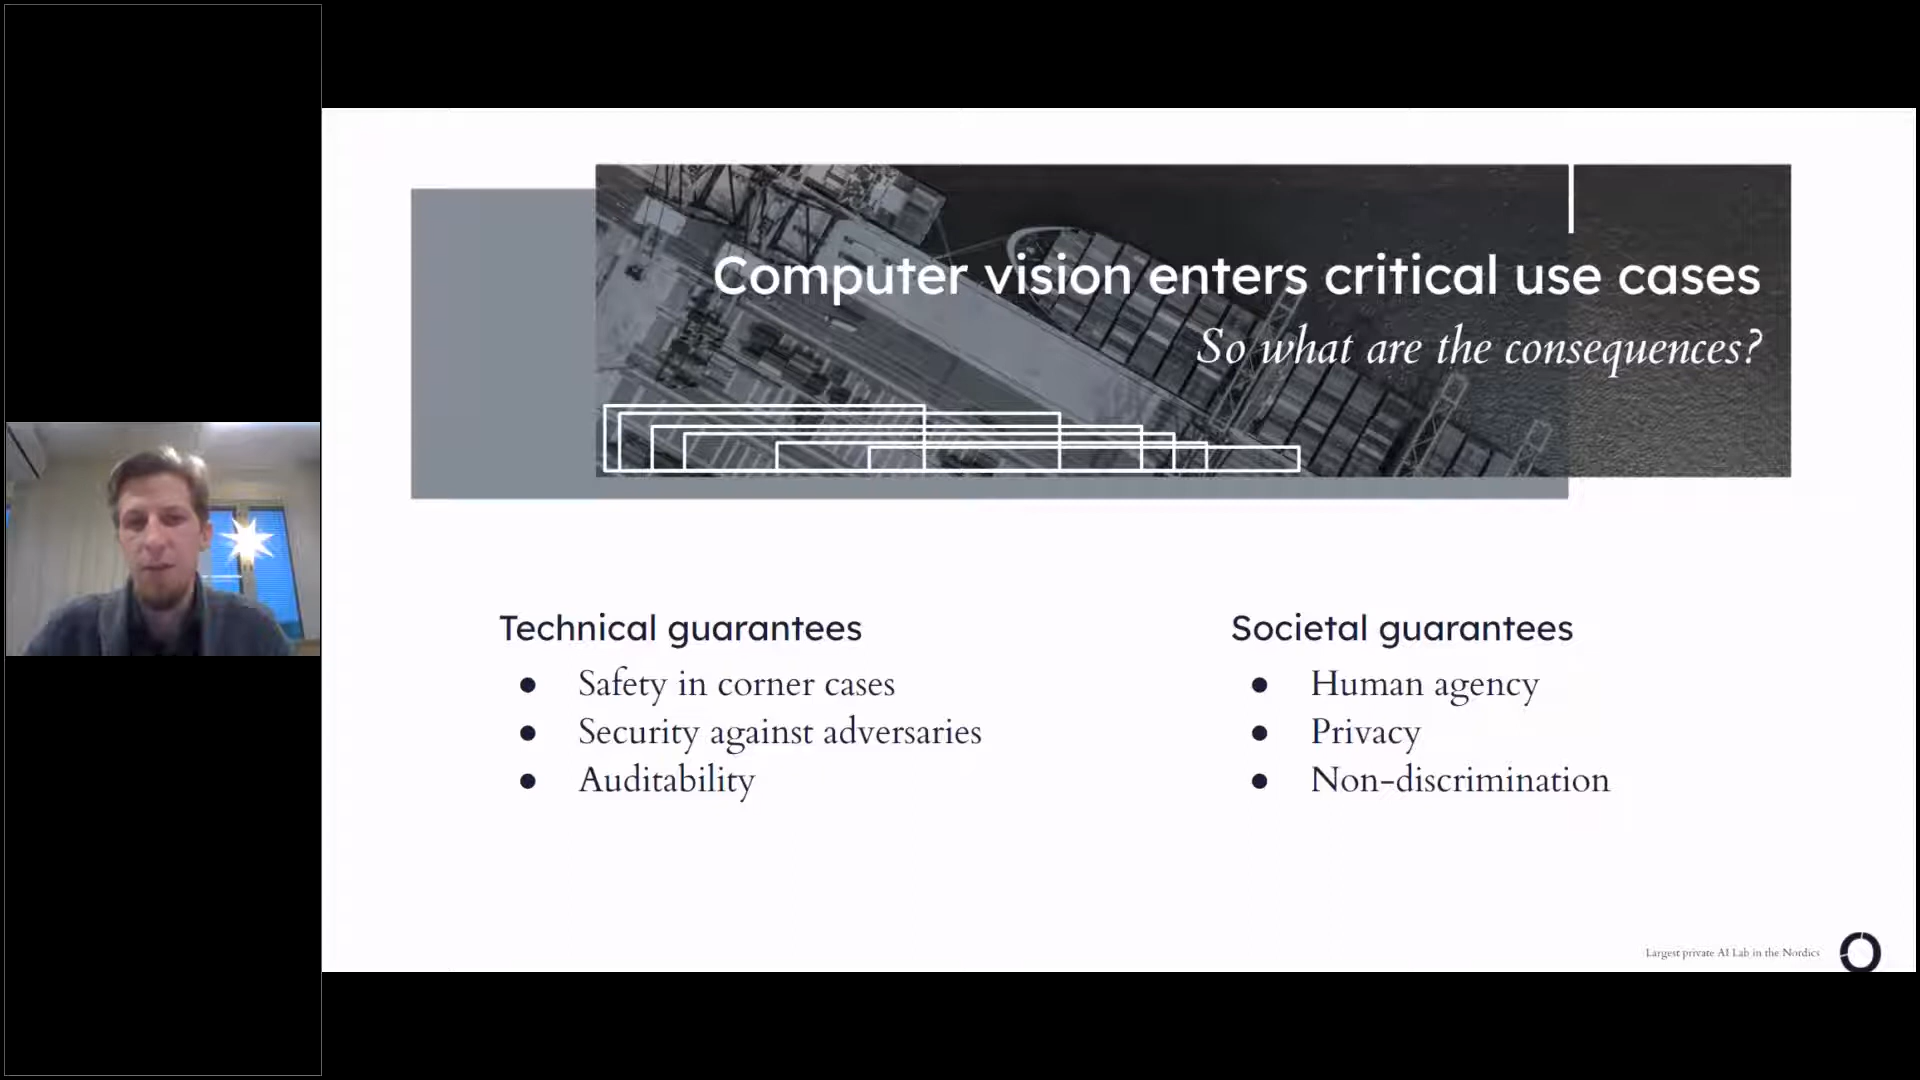 Computer vision enters critical use cases
So what are the consequences?
Technical guarantees
● Safety in corner cases
● Security against adversaries
● Auditability
Societal guarantees
● Human agency
● Privacy
● Non-discrimination
Largest private AI Lab in the Nordics